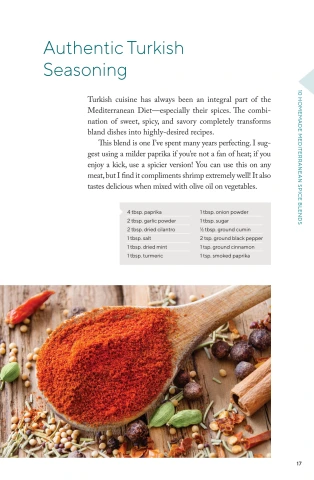 Authentic Turkish
Seasoning
Turkish cuisine has always been an integral part of the
Mediterranean Diet—especially their spices. The combi-
nation of sweet, spicy, and savory completely transforms
bland dishes into highly-desired recipes.
This blend is one I've spent many years perfecting. I sug-
gest using a milder paprika if you're not a fan of heat; if you
enjoy a kick, use a spicier version! You can use this on any
meat, but I find it compliments shrimp extremely well! It also
tastes delicious when mixed with olive oil on vegetables.
4 tbsp. paprika
2 tbsp. garlic powder
2 tbsp. dried cilantro
1 tbsp. salt
1 tbsp. dried mint
1 tbsp. turmeric
1 tbsp. onion powder
1 tbsp. sugar
½ tbsp. ground cumin
2 tsp. ground black pepper
1 tsp. ground cinnamon
1 tsp. smoked paprika
10 HOMEMADE MEDITERRANEAN SPICE BLENDS
17